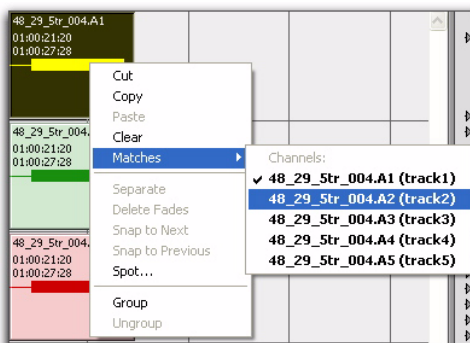 48_29_5tr_004.A1
01:00:21:20
01:00:27:28
48_29_5tr_004.
01:00:21:20
01:00:27:28
48_29_5tr_004.
01:00:21:20
01:00:27:28
Cut
Copy
Paste
Clear
Matches
Separate
Delete Fades
Snap to Next
Snap to Previous
Spot...
Group
Ungroup
Channels:
48_29_5tr_004.A1 (track1)
48_29_5tr_004.A2 (track2)
48_29_5tr_004.A3 (track3)
48_29_5tr_004.A4 (track4)
48_29_5tr_004.A5 (track5)